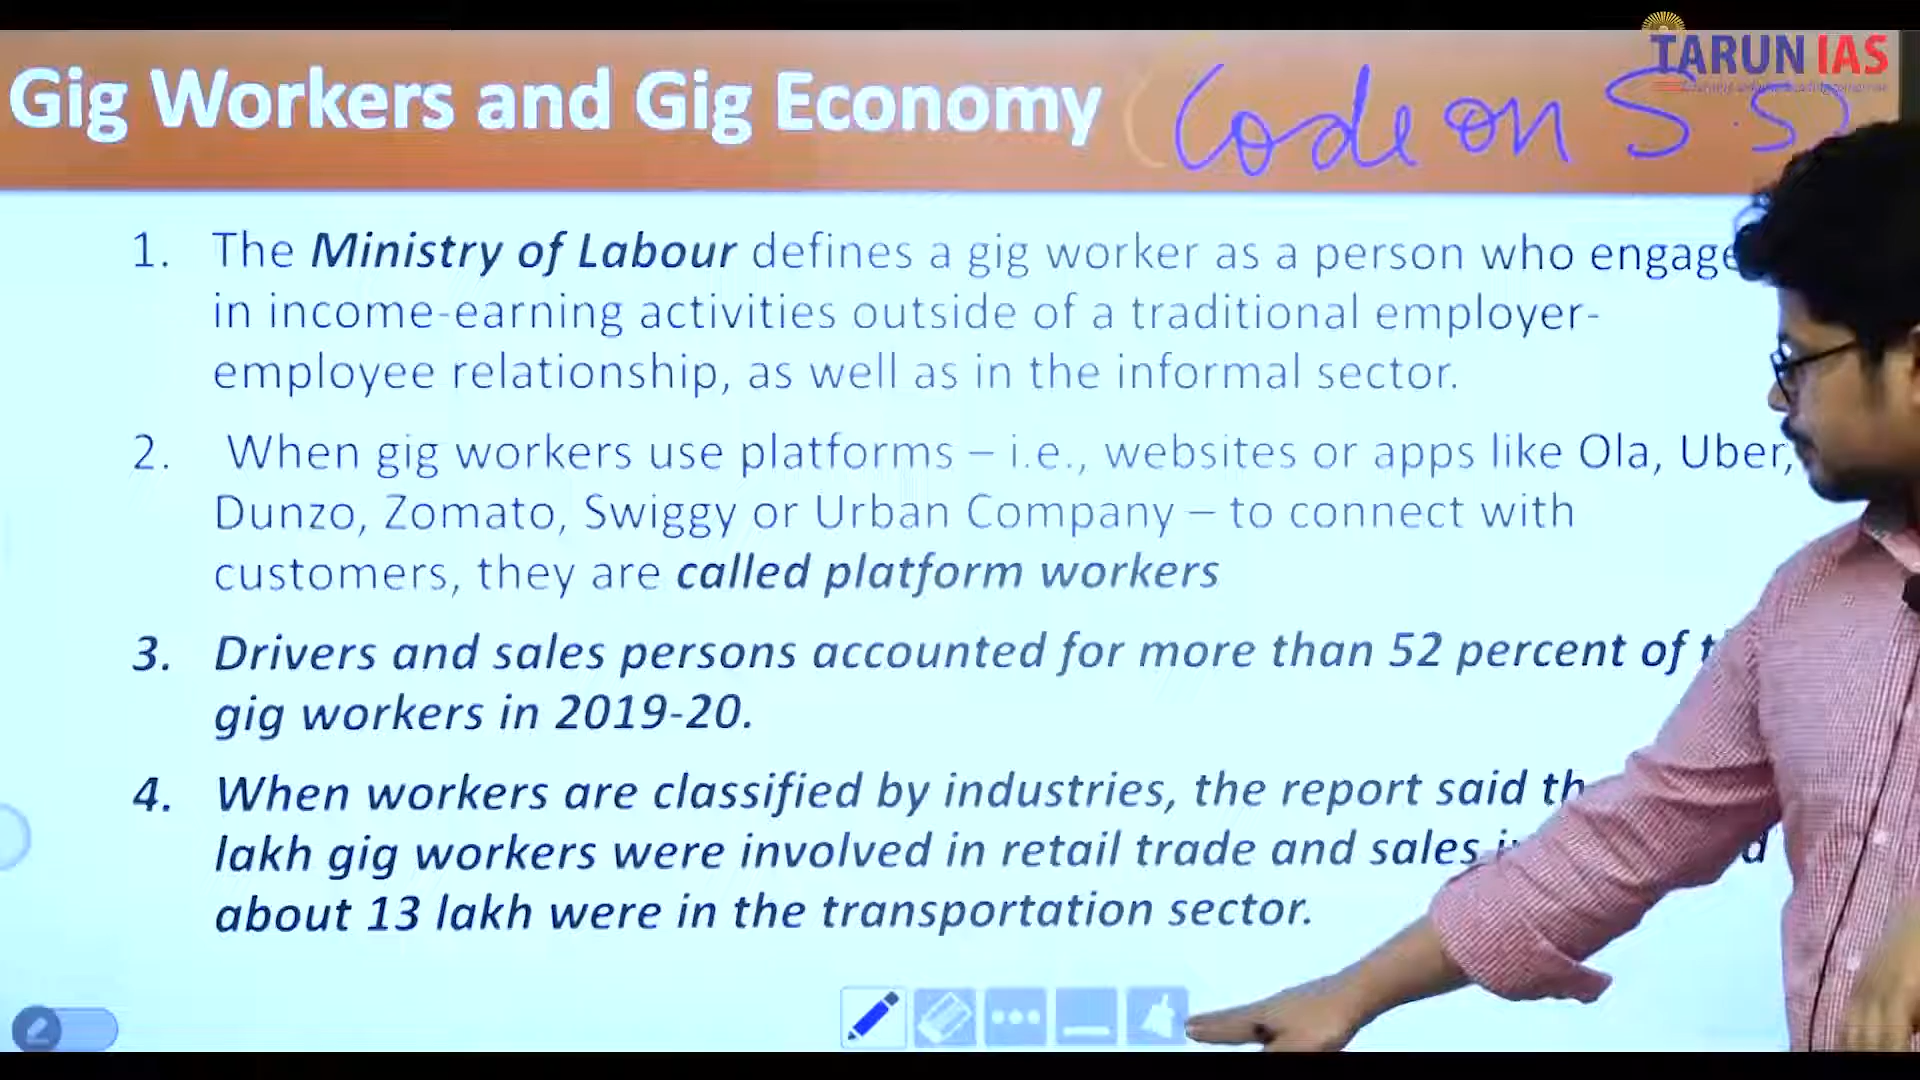 TARUN IAS
Gig Workers and Gig Economy
Code on S.S
1. The Ministry of Labour defines a gig worker as a person who engage
in income-earning activities outside of a traditional employer-
employee relationship, as well as in the informal sector.
2. When gig workers use platforms – i.e., websites or apps like Ola, Uber,
Dunzo, Zomato, Swiggy or Urban Company – to connect with
customers, they are called platform workers
3. Drivers and sales persons accounted for more than 52 percent of
gig workers in 2019-20.
4. When workers are classified by industries, the report said
lakh gig workers were involved in retail trade and sales
about 13 lakh were in the transportation sector.